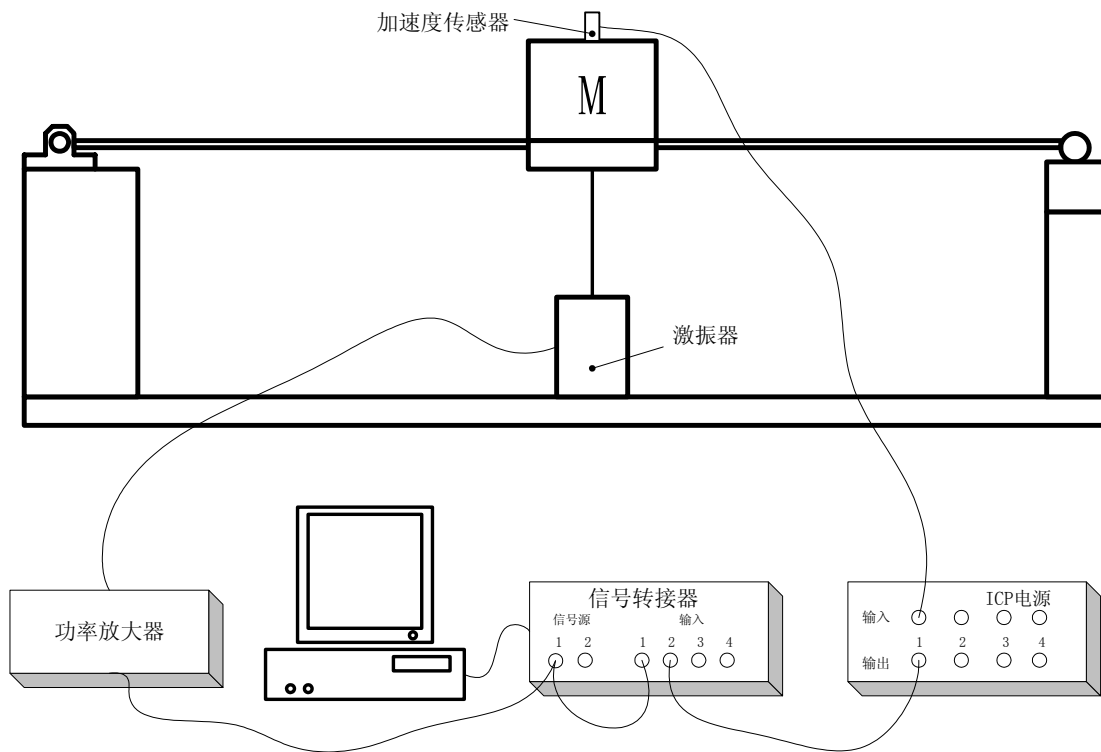 加速度传感器
M
激振器
功率放大器
信号转接器
信号源 输入
1 2 1 2 3 4
ICP电源
输入
1 2 3 4
输出